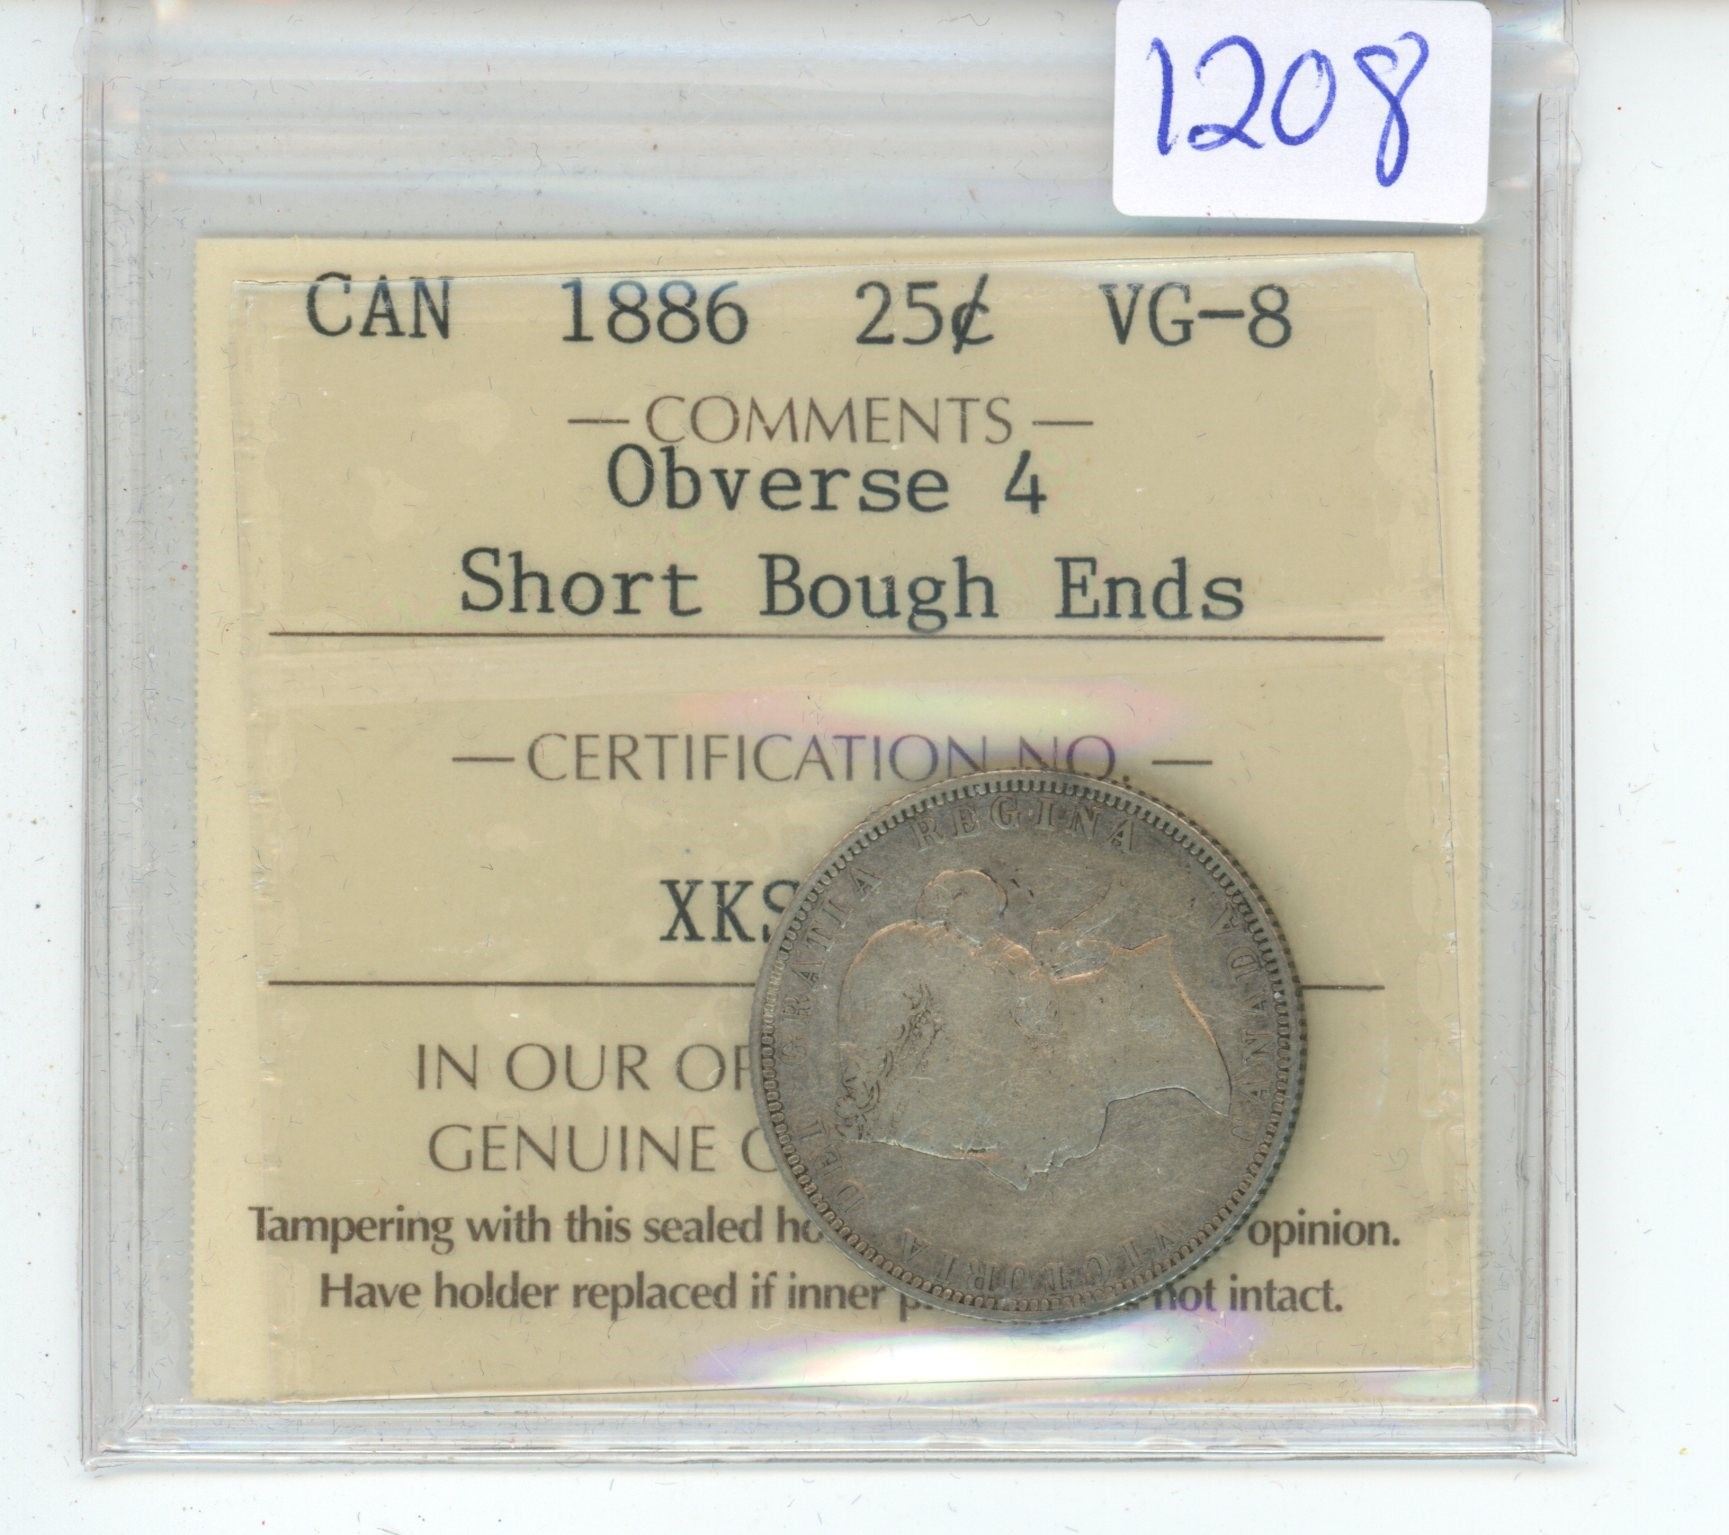 1208
CAN 1886 25¢ VG-8
— COMMENTS —
Obverse 4
Short Bough Ends
— CERTIFICATION NO. —
XKS
IN OUR OP
GENUINE C
Tampering with this sealed ho opinion.
Have holder replaced if inner p not intact.
VICTORIA DEI GRATIA REGINA
CANADA